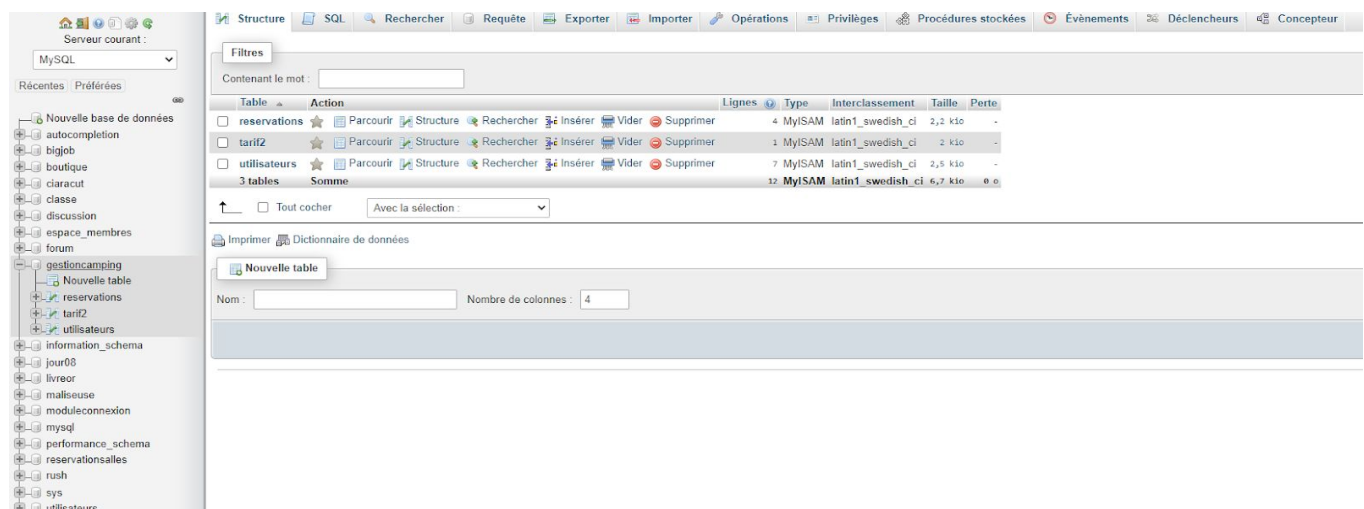 Serveur courant :
MySQL
Récentes Préférées
Nouvelle base de données
autocompletion
bigjob
boutique
ciaracut
classe
discussion
espace_membres
forum
gestioncamping
Nouvelle table
reservations
tarif2
utilisateurs
information_schema
jour08
livreor
maliseuse
moduleconnexion
mysql
performance_schema
reservationsalles
rush
sys
utilisateurs
Structure SQL Rechercher Requête Exporter Importer Opérations Privilèges Procédures stockées Évènements Déclencheurs Concepteur
Filtres
Contenant le mot :
Table Action Lignes Type Interclassement Taille Perte
reservations Parcourir Structure Rechercher Insérer Vider Supprimer 4 MyISAM latin1_swedish_ci 2,2 kio -
tarif2 Parcourir Structure Rechercher Insérer Vider Supprimer 1 MyISAM latin1_swedish_ci 2 kio -
utilisateurs Parcourir Structure Rechercher Insérer Vider Supprimer 7 MyISAM latin1_swedish_ci 2,5 kio -
3 tables Somme 12 MyISAM latin1_swedish_ci 6,7 kio 0 o
Tout cocher Avec la sélection :
Imprimer Dictionnaire de données
Nouvelle table
Nom : Nombre de colonnes : 4